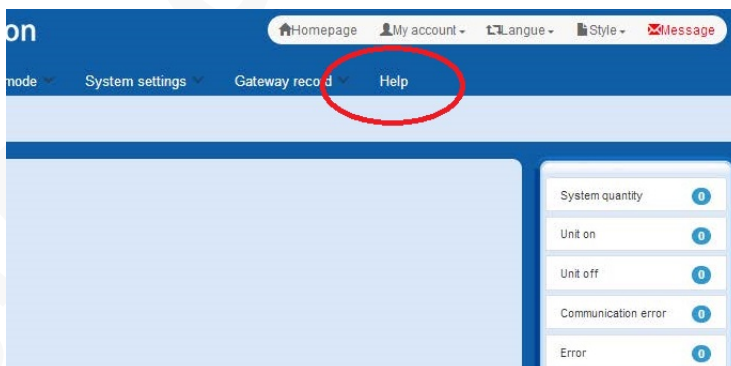 on
Homepage My account Langue Style Message
mode System settings Gateway record Help
System quantity 0
Unit on 0
Unit off 0
Communication error 0
Error 0